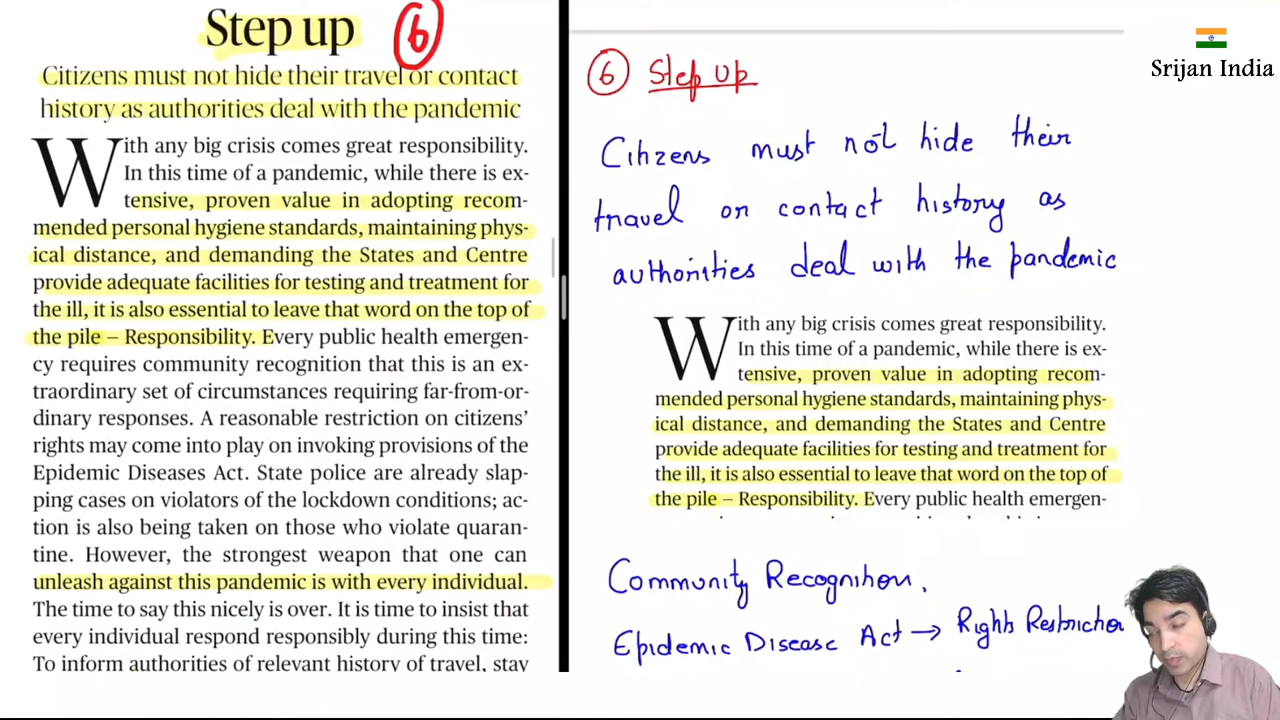 Step up 6
Citizens must not hide their travel or contact
history as authorities deal with the pandemic
With any big crisis comes great responsibility.
In this time of a pandemic, while there is ex-
tensive, proven value in adopting recom-
mended personal hygiene standards, maintaining phys-
ical distance, and demanding the States and Centre
provide adequate facilities for testing and treatment for
the ill, it is also essential to leave that word on the top of
the pile – Responsibility. Every public health emergen-
cy requires community recognition that this is an ex-
traordinary set of circumstances requiring far-from-or-
dinary responses. A reasonable restriction on citizens’
rights may come into play on invoking provisions of the
Epidemic Diseases Act. State police are already slap-
ping cases on violators of the lockdown conditions; ac-
tion is also being taken on those who violate quaran-
tine. However, the strongest weapon that one can
unleash against this pandemic is with every individual.
The time to say this nicely is over. It is time to insist that
every individual respond responsibly during this time:
To inform authorities of relevant history of travel, stay
6 Step Up
Citizens must not hide their
travel or contact history as
authorities deal with the pandemic
With any big crisis comes great responsibility.
In this time of a pandemic, while there is ex-
tensive, proven value in adopting recom-
mended personal hygiene standards, maintaining phys-
ical distance, and demanding the States and Centre
provide adequate facilities for testing and treatment for
the ill, it is also essential to leave that word on the top of
the pile – Responsibility. Every public health emergen-
Community Recognition.
Epidemic Disease Act → Rights Restriction
Srijan India